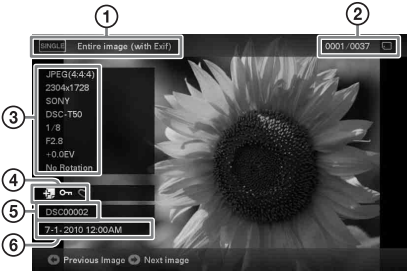 1
2
SINGLE Entire image (with Exif)
0001/0037
3
JPEG(4:4:4)
2304x1728
SONY
DSC-T50
1/8
F2.8
+0.0EV
No Rotation
4
5
DSC00002
6
7-1-2010 12:00AM
Previous Image Next image